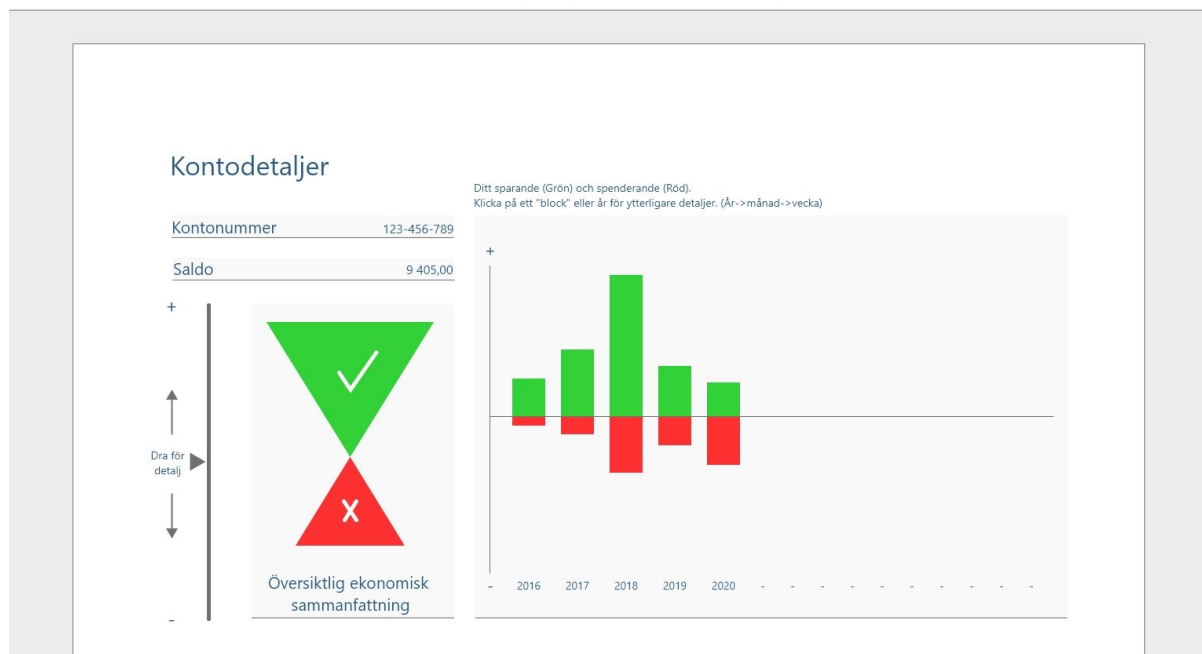 Kontodetaljer
Kontonummer 123-456-789
Saldo 9 405,00
+
Dra för
detalj
-
Översiktlig ekonomisk
sammanfattning
Ditt sparande (Grön) och spenderande (Röd).
Klicka på ett "block" eller år för ytterligare detaljer. (År->månad->vecka)
+
- 2016 2017 2018 2019 2020 - - - - - - - - - -